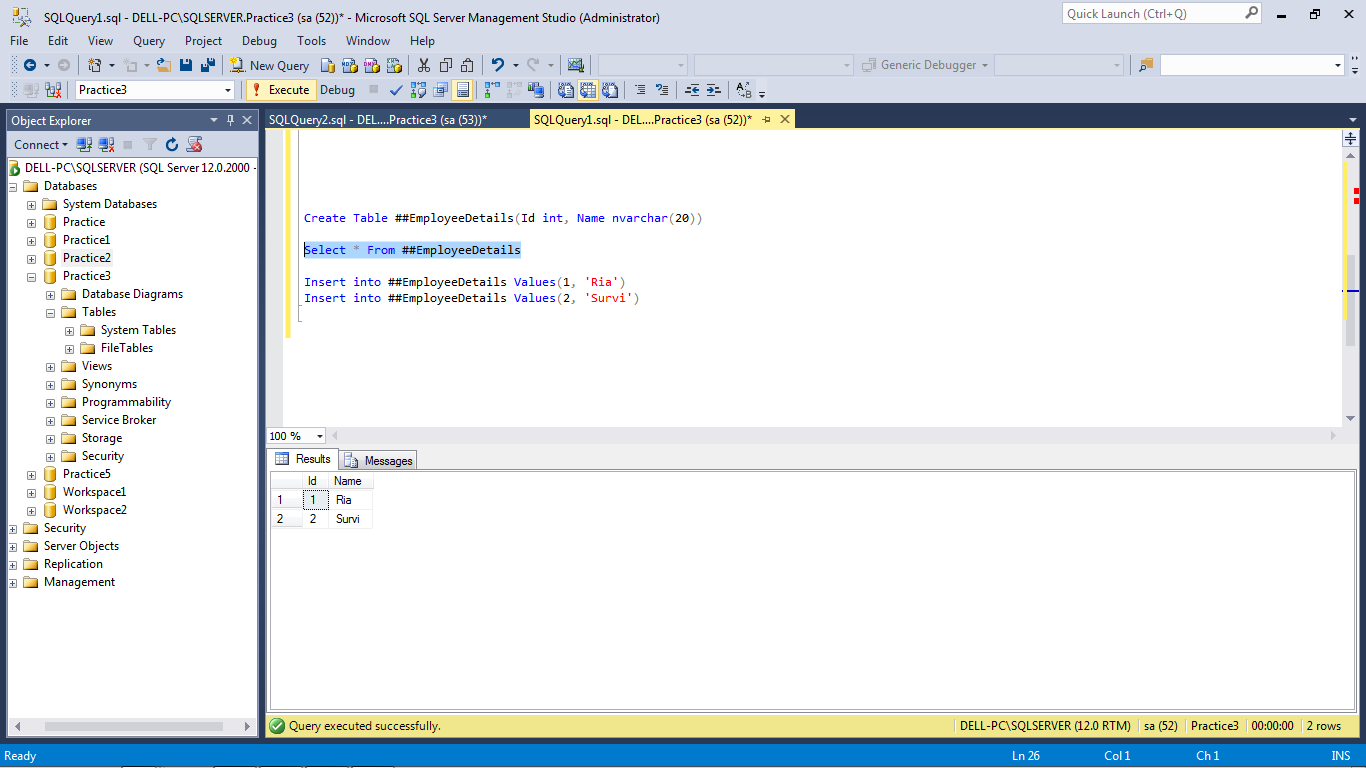 SQLQuery1.sql - DELL-PC\SQLSERVER.Practice3 (sa (52))* - Microsoft SQL Server Management Studio (Administrator)
Quick Launch (Ctrl+Q)
File Edit View Query Project Debug Tools Window Help
New Query
Generic Debugger
Practice3
Execute Debug
Object Explorer
Connect
DELL-PC\SQLSERVER (SQL Server 12.0.2000 -
Databases
System Databases
Practice
Practice1
Practice2
Practice3
Database Diagrams
Tables
System Tables
FileTables
Views
Synonyms
Programmability
Service Broker
Storage
Security
Practice5
Workspace1
Workspace2
Security
Server Objects
Replication
Management
SQLQuery2.sql - DEL....Practice3 (sa (53))*
SQLQuery1.sql - DEL....Practice3 (sa (52))*
Create Table ##EmployeeDetails(Id int, Name nvarchar(20))
Select * From ##EmployeeDetails
Insert into ##EmployeeDetails Values(1, 'Ria')
Insert into ##EmployeeDetails Values(2, 'Survi')
100 %
Results Messages
Id Name
1 1 Ria
2 2 Survi
Query executed successfully.
DELL-PC\SQLSERVER (12.0 RTM) sa (52) Practice3 00:00:00 2 rows
Ready Ln 26 Col 1 Ch 1 INS